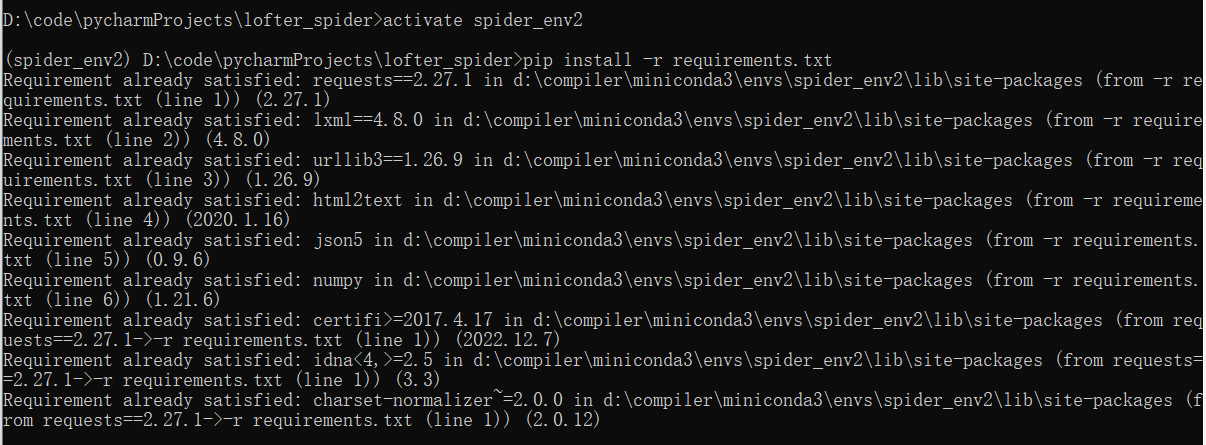 D:\code\pycharmProjects\lofter_spider>activate spider_env2
(spider_env2) D:\code\pycharmProjects\lofter_spider>pip install -r requirements.txt
Requirement already satisfied: requests==2.27.1 in d:\compiler\miniconda3\envs\spider_env2\lib\site-packages (from -r re
quirements.txt (line 1)) (2.27.1)
Requirement already satisfied: lxml==4.8.0 in d:\compiler\miniconda3\envs\spider_env2\lib\site-packages (from -r require
ments.txt (line 2)) (4.8.0)
Requirement already satisfied: urllib3==1.26.9 in d:\compiler\miniconda3\envs\spider_env2\lib\site-packages (from -r req
uirements.txt (line 3)) (1.26.9)
Requirement already satisfied: html2text in d:\compiler\miniconda3\envs\spider_env2\lib\site-packages (from -r requireme
nts.txt (line 4)) (2020.1.16)
Requirement already satisfied: json5 in d:\compiler\miniconda3\envs\spider_env2\lib\site-packages (from -r requirements.
txt (line 5)) (0.9.6)
Requirement already satisfied: numpy in d:\compiler\miniconda3\envs\spider_env2\lib\site-packages (from -r requirements.
txt (line 6)) (1.21.6)
Requirement already satisfied: certifi>=2017.4.17 in d:\compiler\miniconda3\envs\spider_env2\lib\site-packages (from req
uests==2.27.1->-r requirements.txt (line 1)) (2022.12.7)
Requirement already satisfied: idna<4,>=2.5 in d:\compiler\miniconda3\envs\spider_env2\lib\site-packages (from requests=
=2.27.1->-r requirements.txt (line 1)) (3.3)
Requirement already satisfied: charset-normalizer~=2.0.0 in d:\compiler\miniconda3\envs\spider_env2\lib\site-packages (f
rom requests==2.27.1->-r requirements.txt (line 1)) (2.0.12)